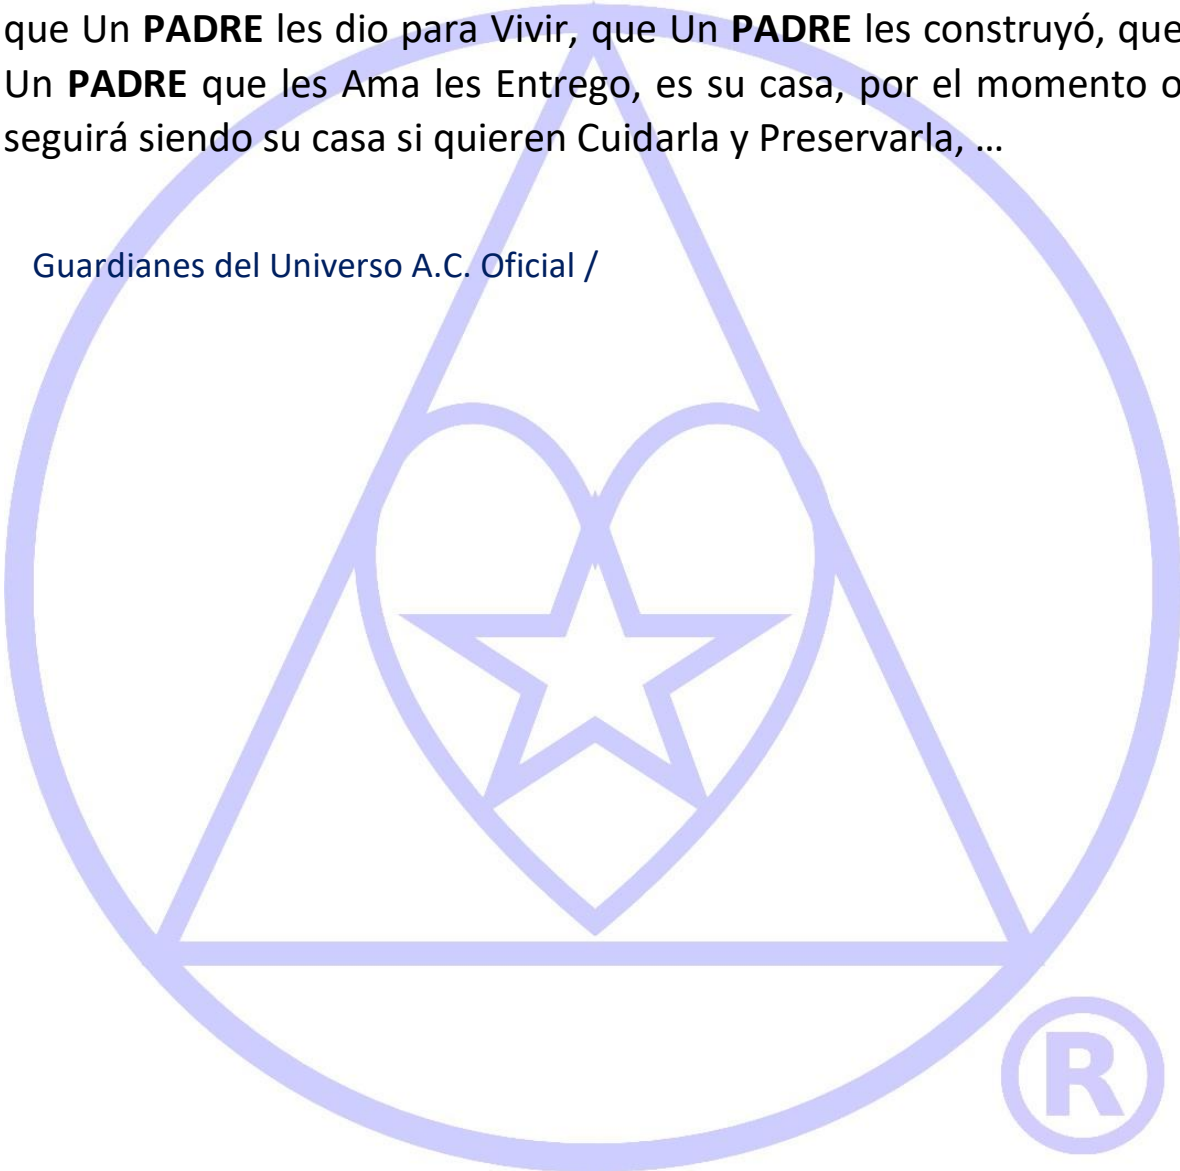 que Un PADRE les dio para Vivir, que Un PADRE les construyó, que
Un PADRE que les Ama les Entrego, es su casa, por el momento o
seguirá siendo su casa si quieren Cuidarla y Preservarla, …
Guardianes del Universo A.C. Oficial /
®